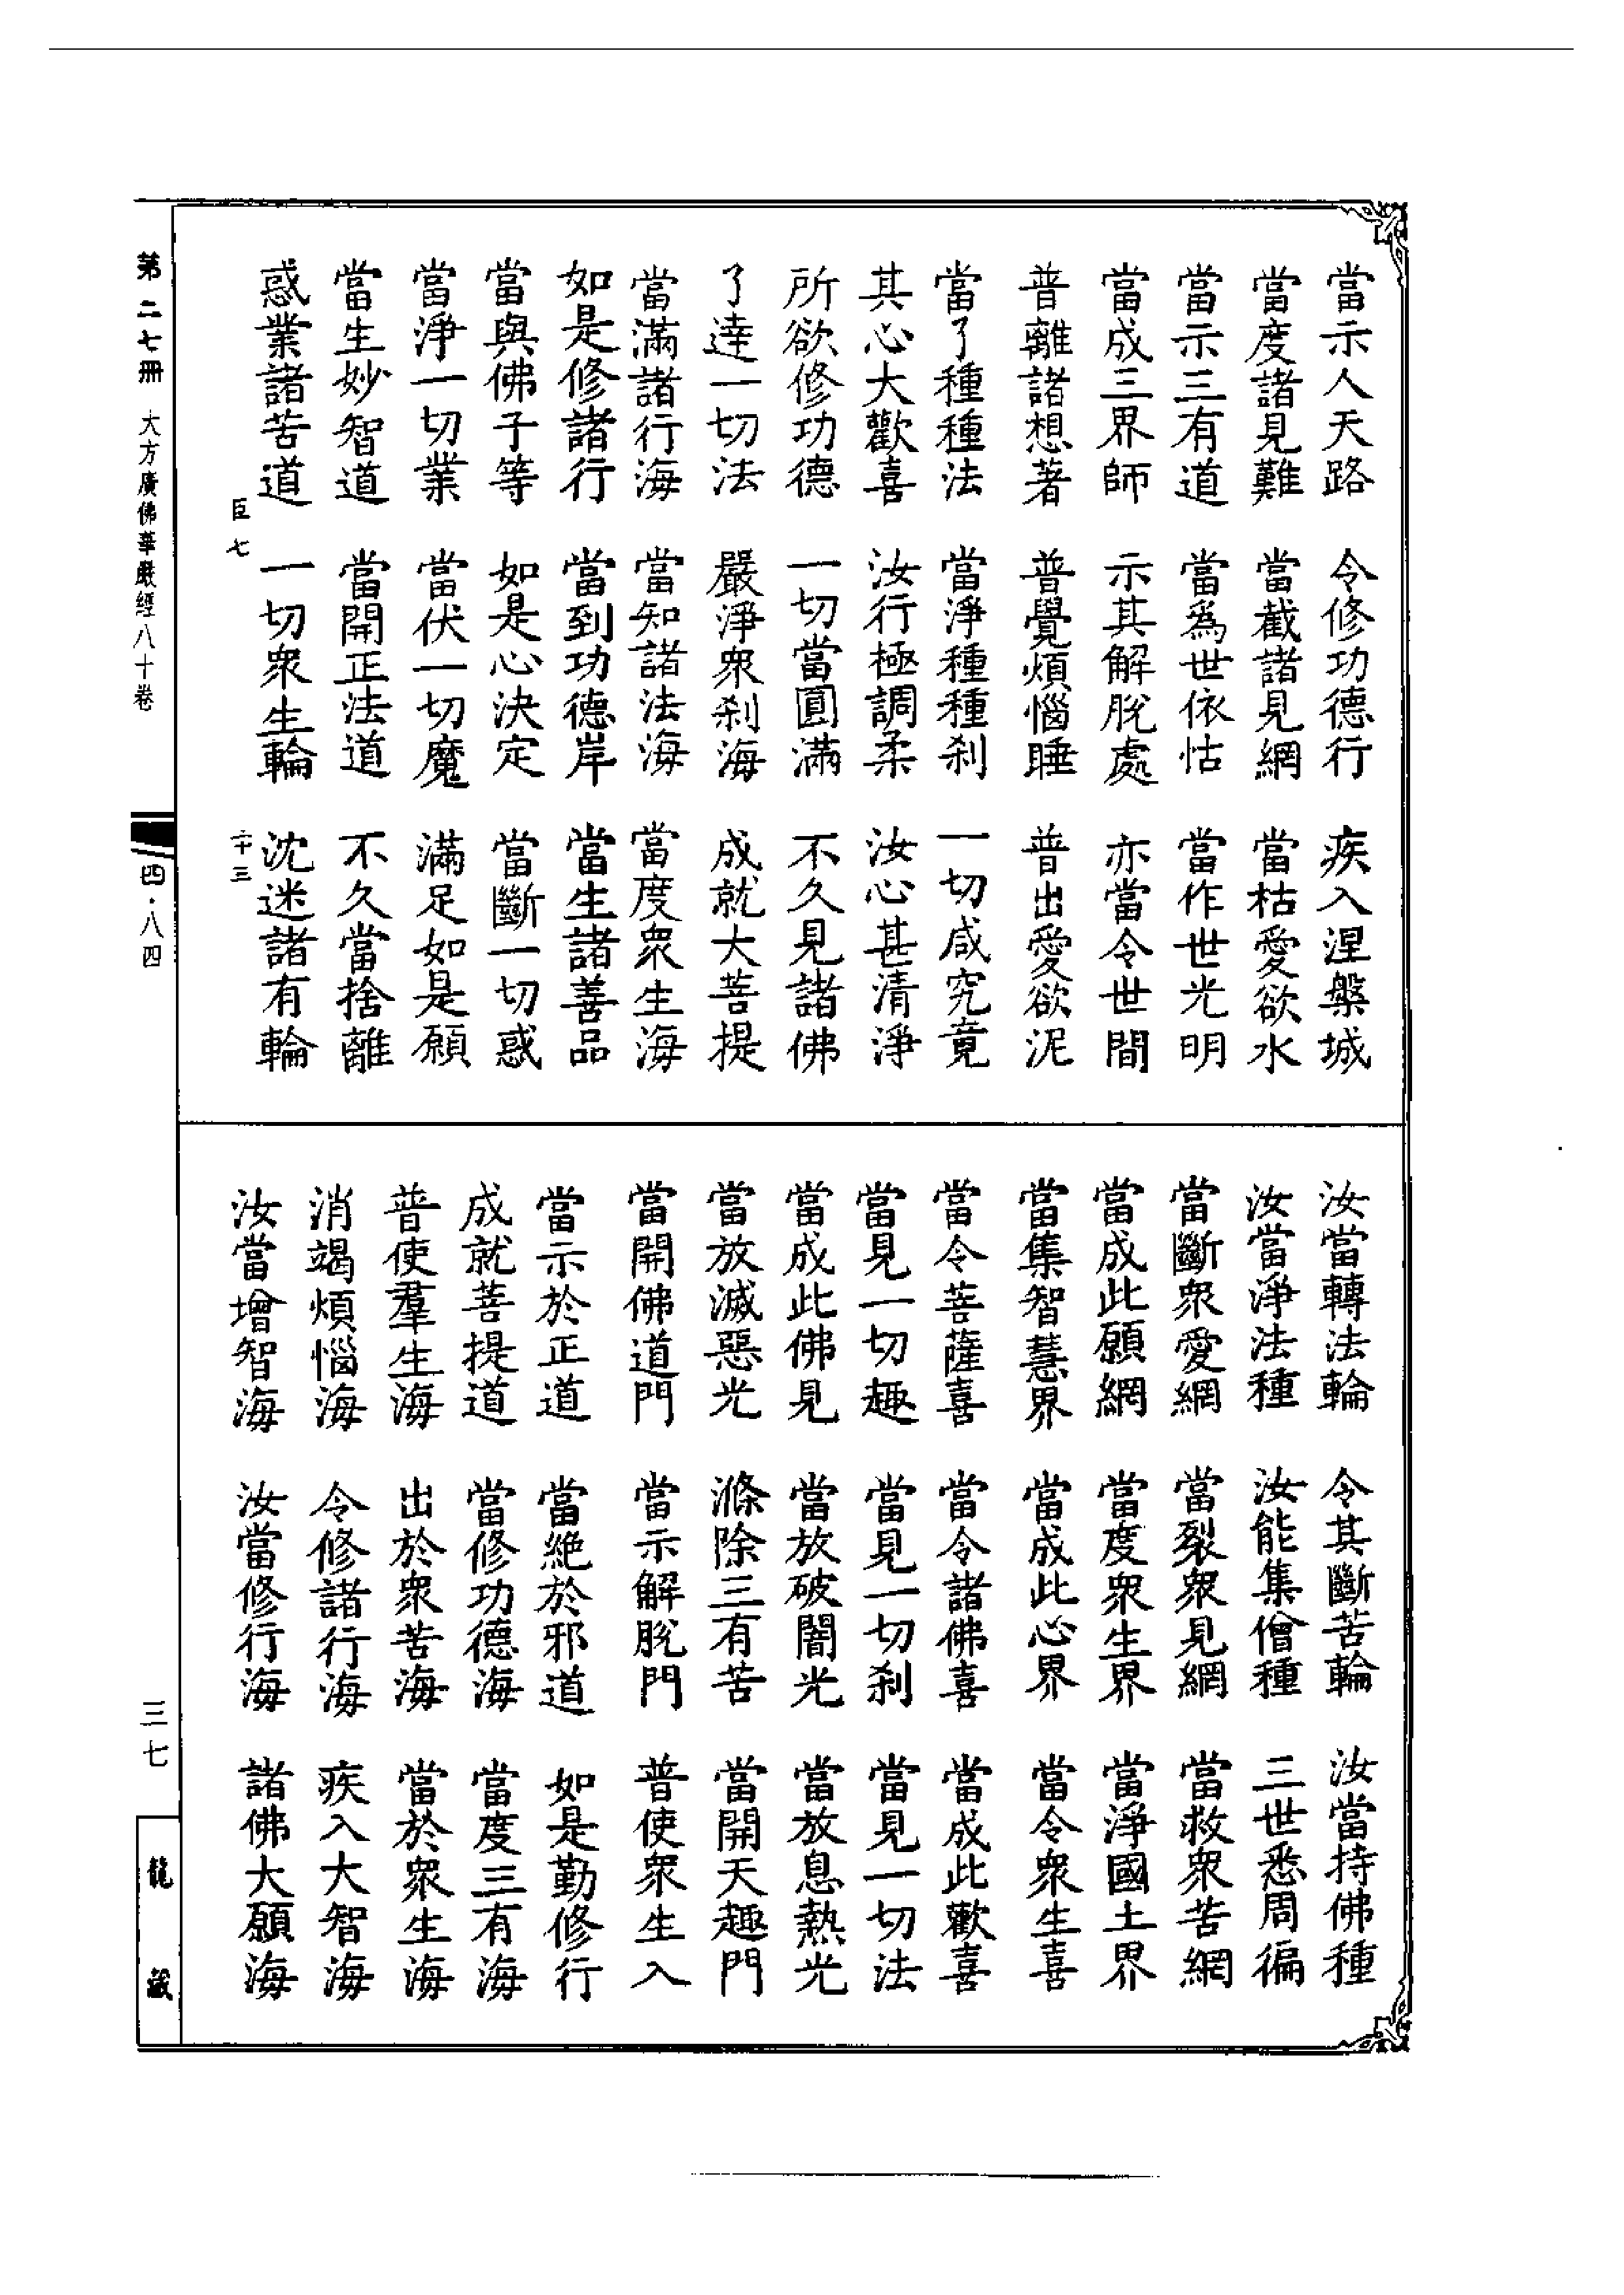 當示人天路　令修功德行　疾入涅槃城
當度諸見難　當截諸見網　當枯愛欲水
當示三有道　當為世依怙　當作世光明
當成三界師　示其解脫處　亦當令世間
普離諸想著　普覺煩惱睡　普出愛欲泥
當了種種法　當淨種種刹　一切咸究竟
其心大歡喜　汝行極調柔　汝心甚清淨
所欲修功德　一切當圓滿　不久見諸佛
了達一切法　嚴淨衆刹海　成就大菩提
當滿諸行海　當知諸法海　當度衆生海
如是修諸行　當到功德岸　當生諸善品
當與佛子等　如是心決定　當斷一切惑
當淨一切業　當伏一切魔　滿足如是願
當生妙智道　當開正法道　不久當捨離
惑業諸苦道　一切衆生輪　沈迷諸有輪
巨七　十三
汝當轉法輪　令其斷苦輪　汝當持佛種
汝當淨法種　汝能集僧種　三世悉周徧
當斷衆愛網　當裂衆見網　當救衆苦網
當成此願網　當度衆生界　當淨國土界
當集智慧界　當成此心界　當令衆生喜
當令菩薩喜　當令諸佛喜　當成此歡喜
當見一切趣　當見一切刹　當見一切法
當成此佛見　當放破闇光　當放息熱光
當放滅惡光　滌除三有苦　當開天趣門
當開佛道門　當示解脫門　普使衆生入
當示於正道　當絶於邪道　如是勤修行
成就菩提道　當修功德海　當度三有海
普使羣生海　出於衆苦海　當於衆生海
消竭煩惱海　令修諸行海　疾入大智海
汝當增智海　汝當修行海　諸佛大願海
第二七冊　大方廣佛華嚴經八十卷　四·八四　三七　龍藏